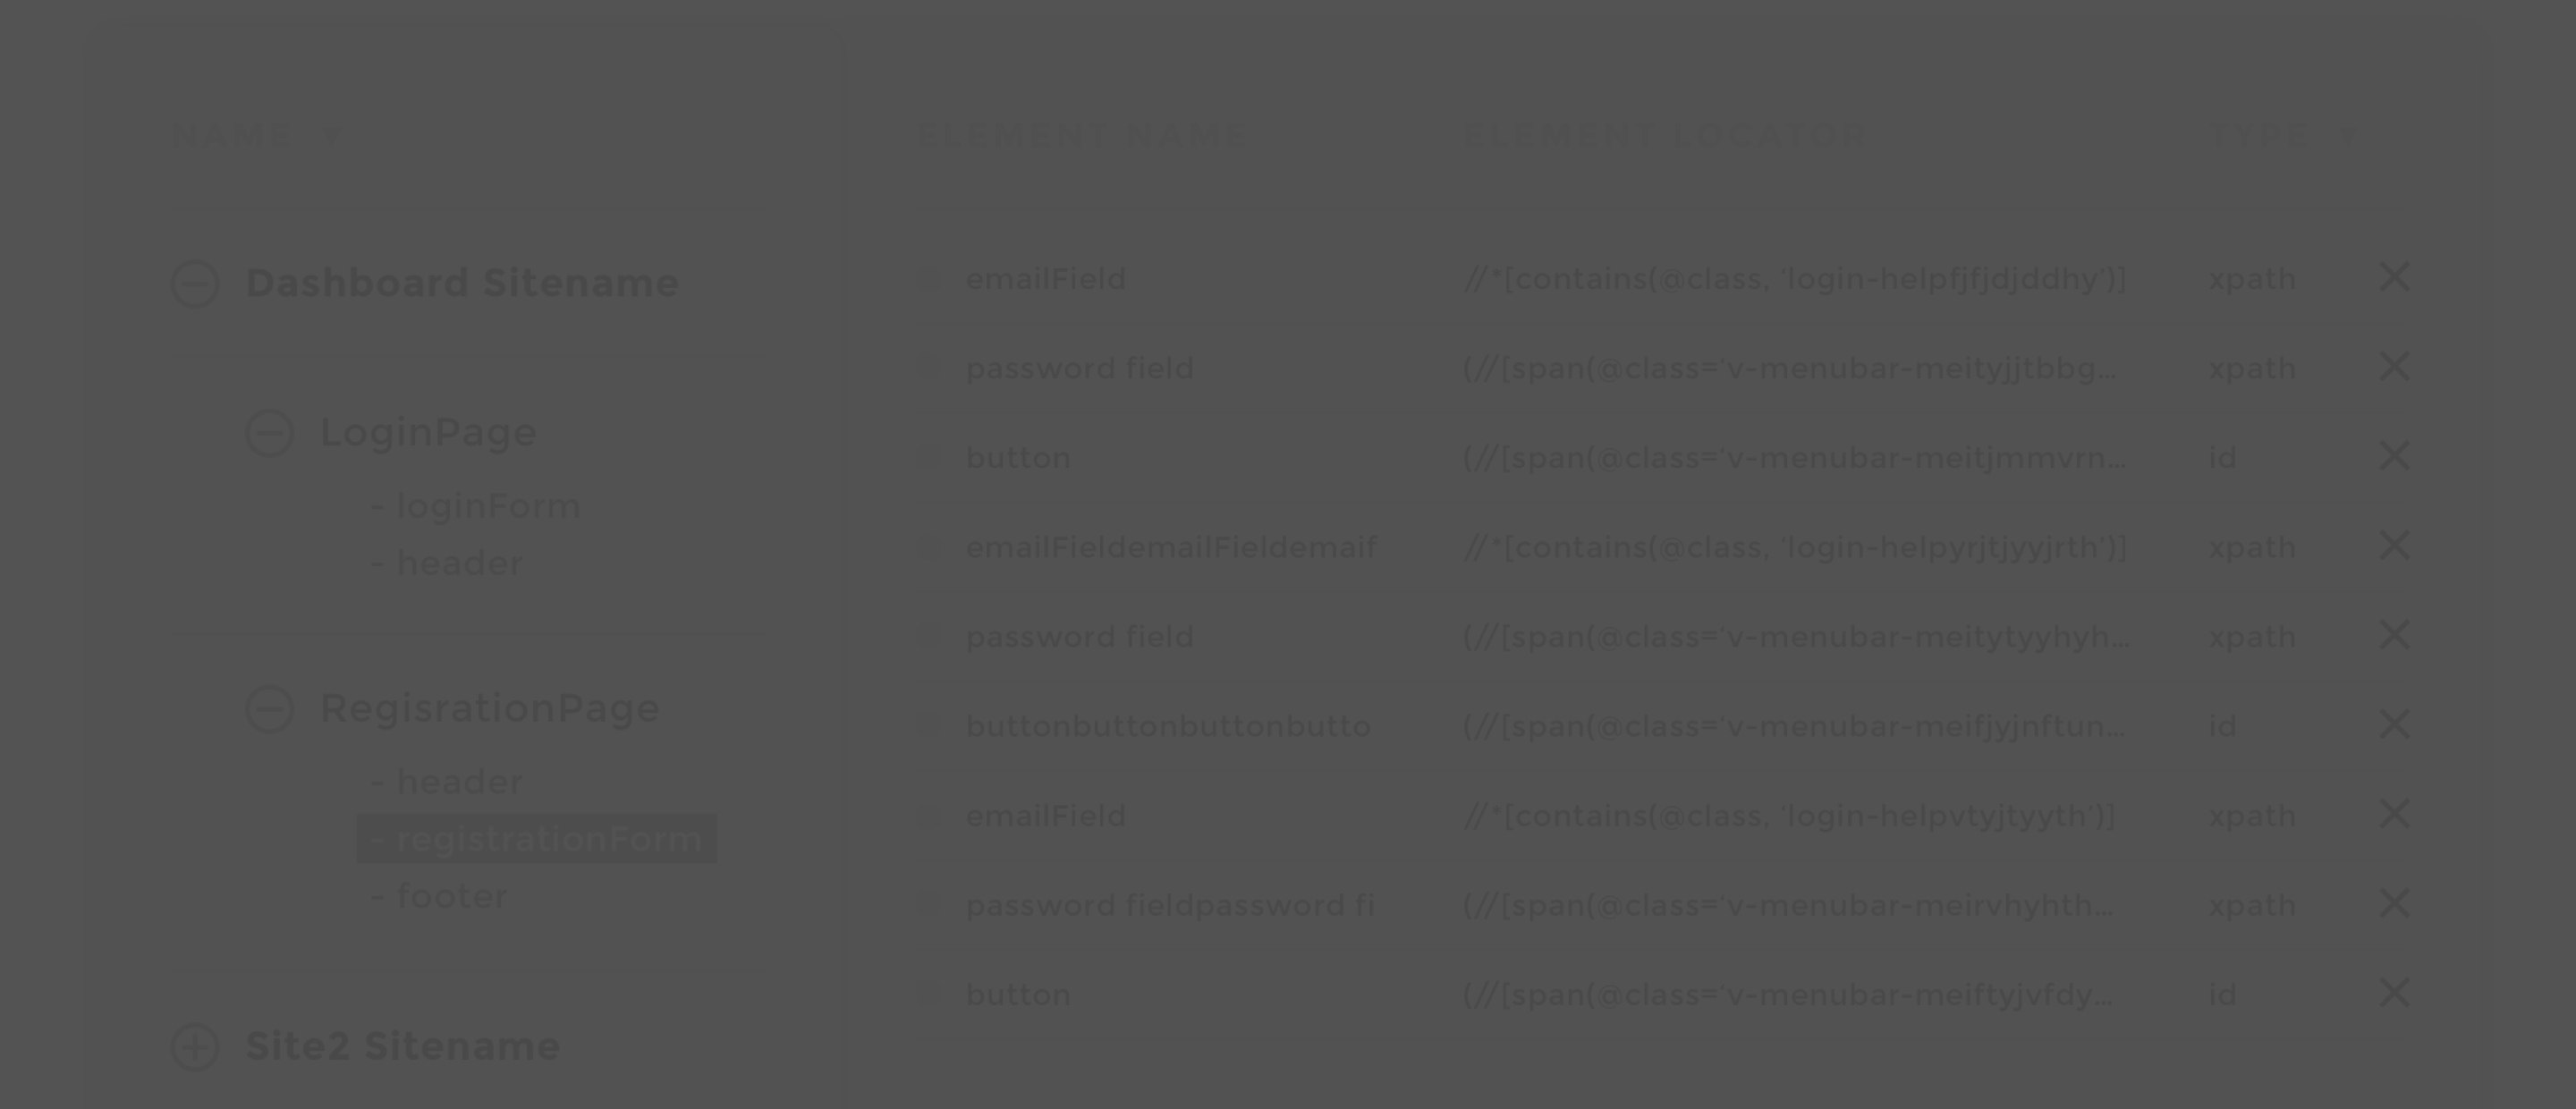 NAME ▼
ELEMENT NAME ELEMENT LOCATOR TYPE ▼
Dashboard Sitename
LoginPage
- loginForm
- header
RegisrationPage
- header
- registrationForm
- footer
Site2 Sitename
emailField //*[contains(@class, ‘login-helpfjfjdjddhy’)] xpath
password field (//[span(@class=‘v-menubar-meityjjtbbg... xpath
button (//[span(@class=‘v-menubar-meitjmmvrn... id
emailFieldemailFieldemaif //*[contains(@class, ‘login-helpyrjtjyyjrth’)] xpath
password field (//[span(@class=‘v-menubar-meitytyyhyh... xpath
buttonbuttonbuttonbutto (//[span(@class=‘v-menubar-meifjyjnftun... id
emailField //*[contains(@class, ‘login-helpvtyjtyyth’)] xpath
password fieldpassword fi (//[span(@class=‘v-menubar-meirvhyhth... xpath
button (//[span(@class=‘v-menubar-meiftyjvfdy... id